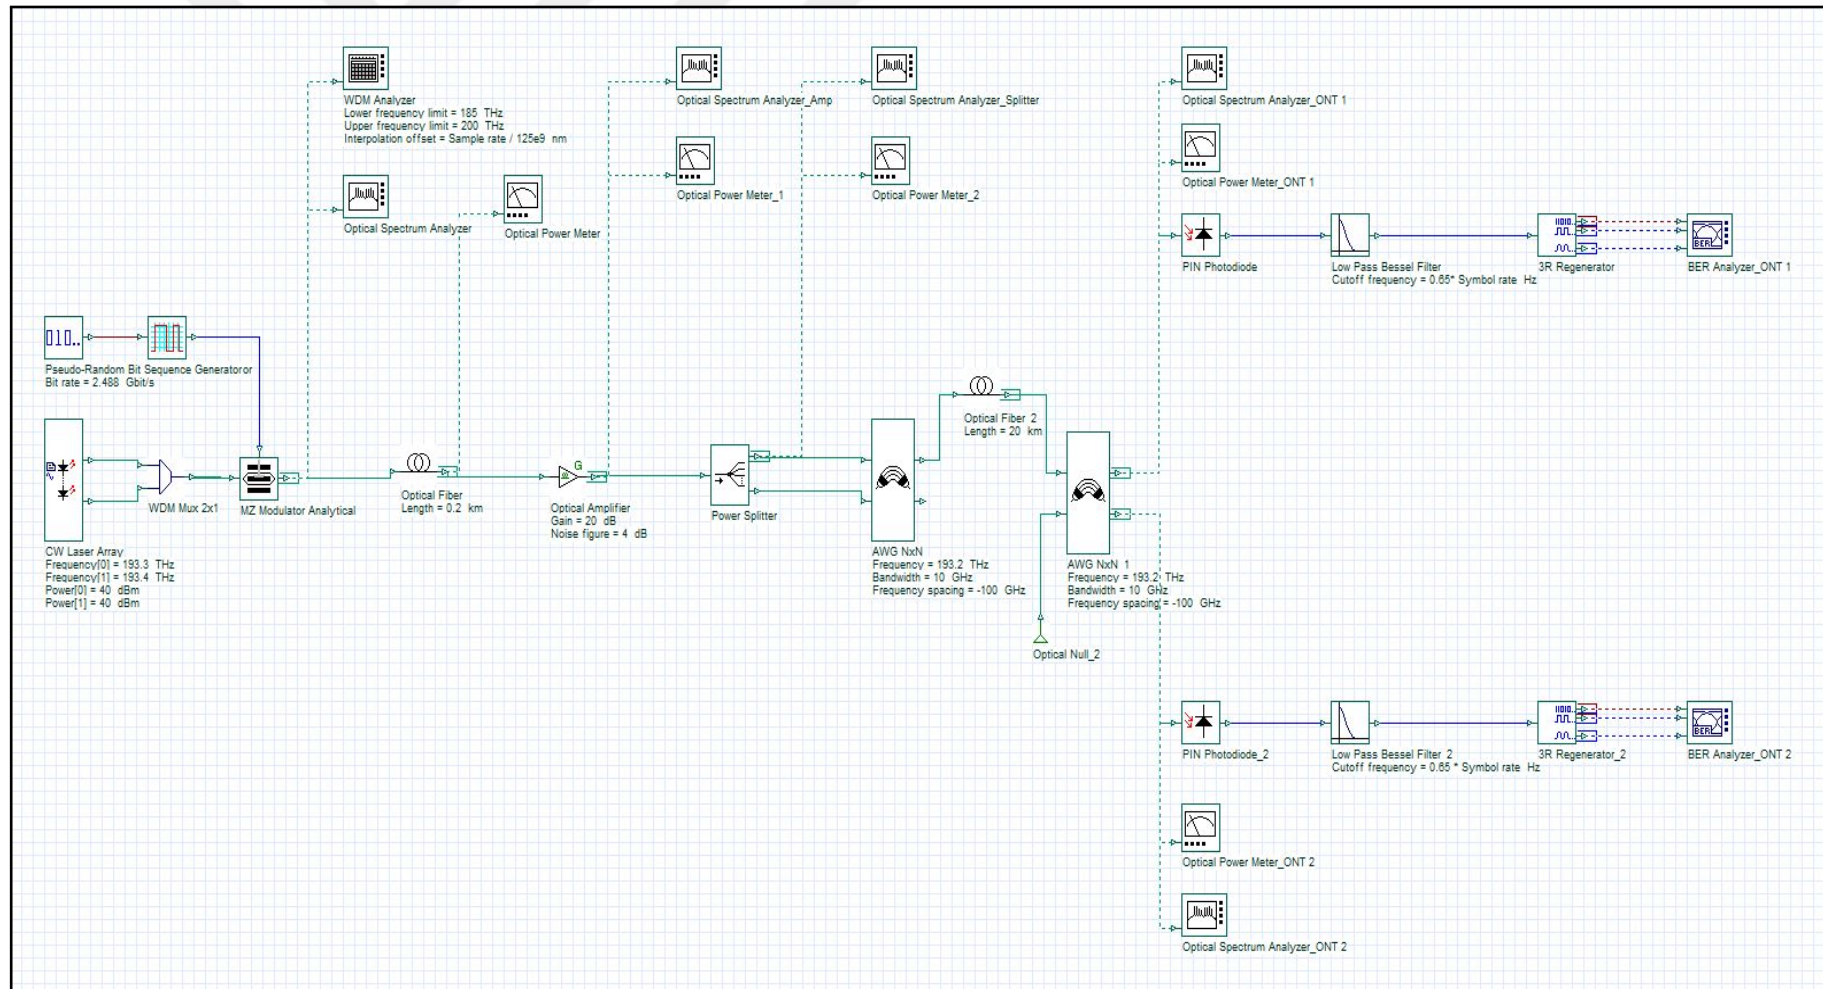 WDM Analyzer
Lower frequency limit = 185 THz
Upper frequency limit = 200 THz
Interpolation offset = Sample rate / 125e9 nm
Optical Spectrum Analyzer_Amp
Optical Spectrum Analyzer_Splitter
Optical Spectrum Analyzer_ONT 1
Optical Power Meter_1
Optical Power Meter_2
Optical Power Meter_ONT 1
Optical Spectrum Analyzer
Optical Power Meter
PIN Photodiode
Low Pass Bessel Filter
Cutoff frequency = 0.65* Symbol rate Hz
3R Regenerator
BER
BER Analyzer_ONT 1
010..
Pseudo-Random Bit Sequence Generatoror
Bit rate = 2.488 Gbit/s
WDM Mux 2x1
MZ Modulator Analytical
CW Laser Array
Frequency[0] = 193.3 THz
Frequency[1] = 193.4 THz
Power[0] = 40 dBm
Power[1] = 40 dBm
Optical Fiber
Length = 0.2 km
G
Optical Amplifier
Gain = 20 dB
Noise figure = 4 dB
Power Splitter
AWG NxN
Frequency = 193.2 THz
Bandwidth = 10 GHz
Frequency spacing = -100 GHz
Optical Fiber 2
Length = 20 km
AWG NxN 1
Frequency = 193.2 THz
Bandwidth = 10 GHz
Frequency spacing = -100 GHz
Optical Null_2
PIN Photodiode_2
Low Pass Bessel Filter 2
Cutoff frequency = 0.65 * Symbol rate Hz
3R Regenerator_2
BER
BER Analyzer_ONT 2
Optical Power Meter_ONT 2
Optical Spectrum Analyzer_ONT 2